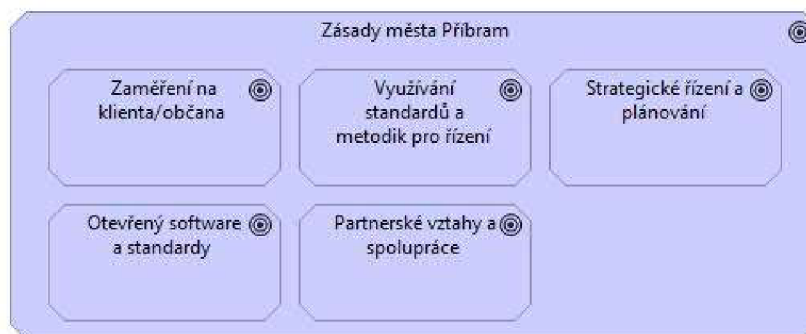 Zásady města Příbram
Zaměření na
klienta/občana
Využívání
standardů a
metodik pro řízení
Strategické řízení a
plánování
Otevřený software
a standardy
Partnerské vztahy a
spolupráce